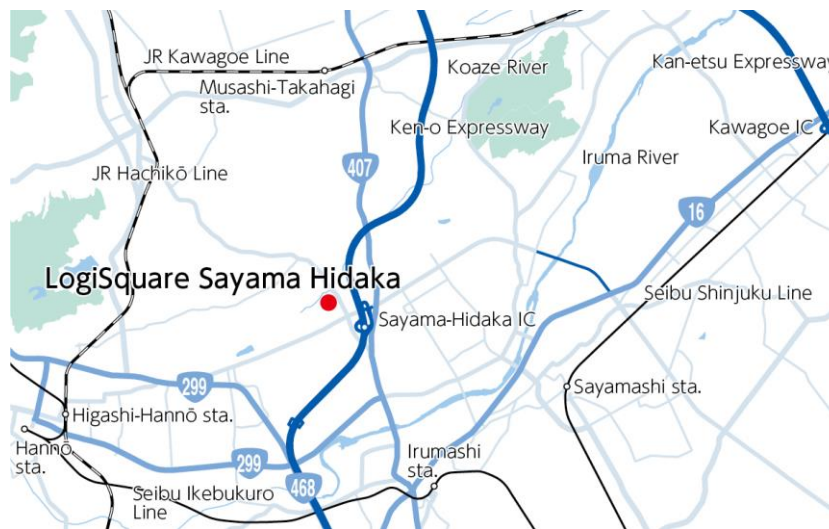 JR Kawagoe Line
Musashi-Takahagi
sta.
Koaze River
Kan-etsu Expressway
Ken-o Expressway
Kawagoe IC
407
Iruma River
JR Hachikō Line
16
LogiSquare Sayama Hidaka
Seibu Shinjuku Line
Sayama-Hidaka IC
299
Sayamashi sta.
Higashi-Hannō sta.
Hannō
sta.
299
Irumashi
sta.
468
Seibu Ikebukuro
Line